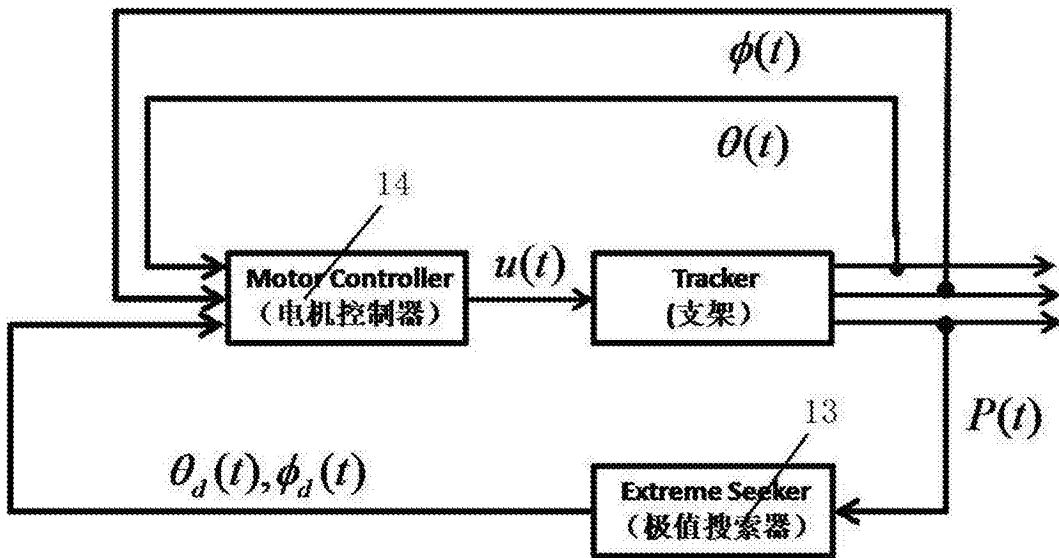 ϕ(t)
θ(t)
14
Motor Controller
（电机控制器）
u(t)
Tracker
(支架）
P(t)
13
θd(t),ϕd(t)
Extreme Seeker
（极值搜索器）